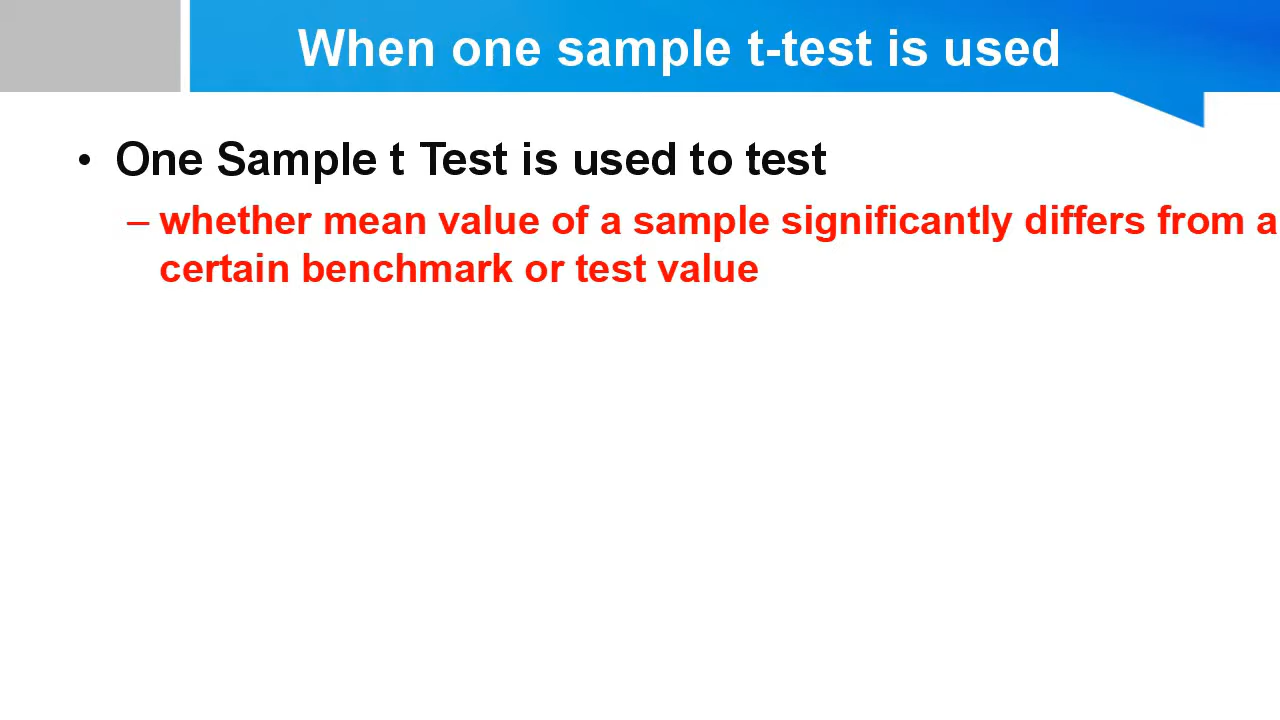 When one sample t-test is used
• One Sample t Test is used to test
– whether mean value of a sample significantly differs from a
certain benchmark or test value